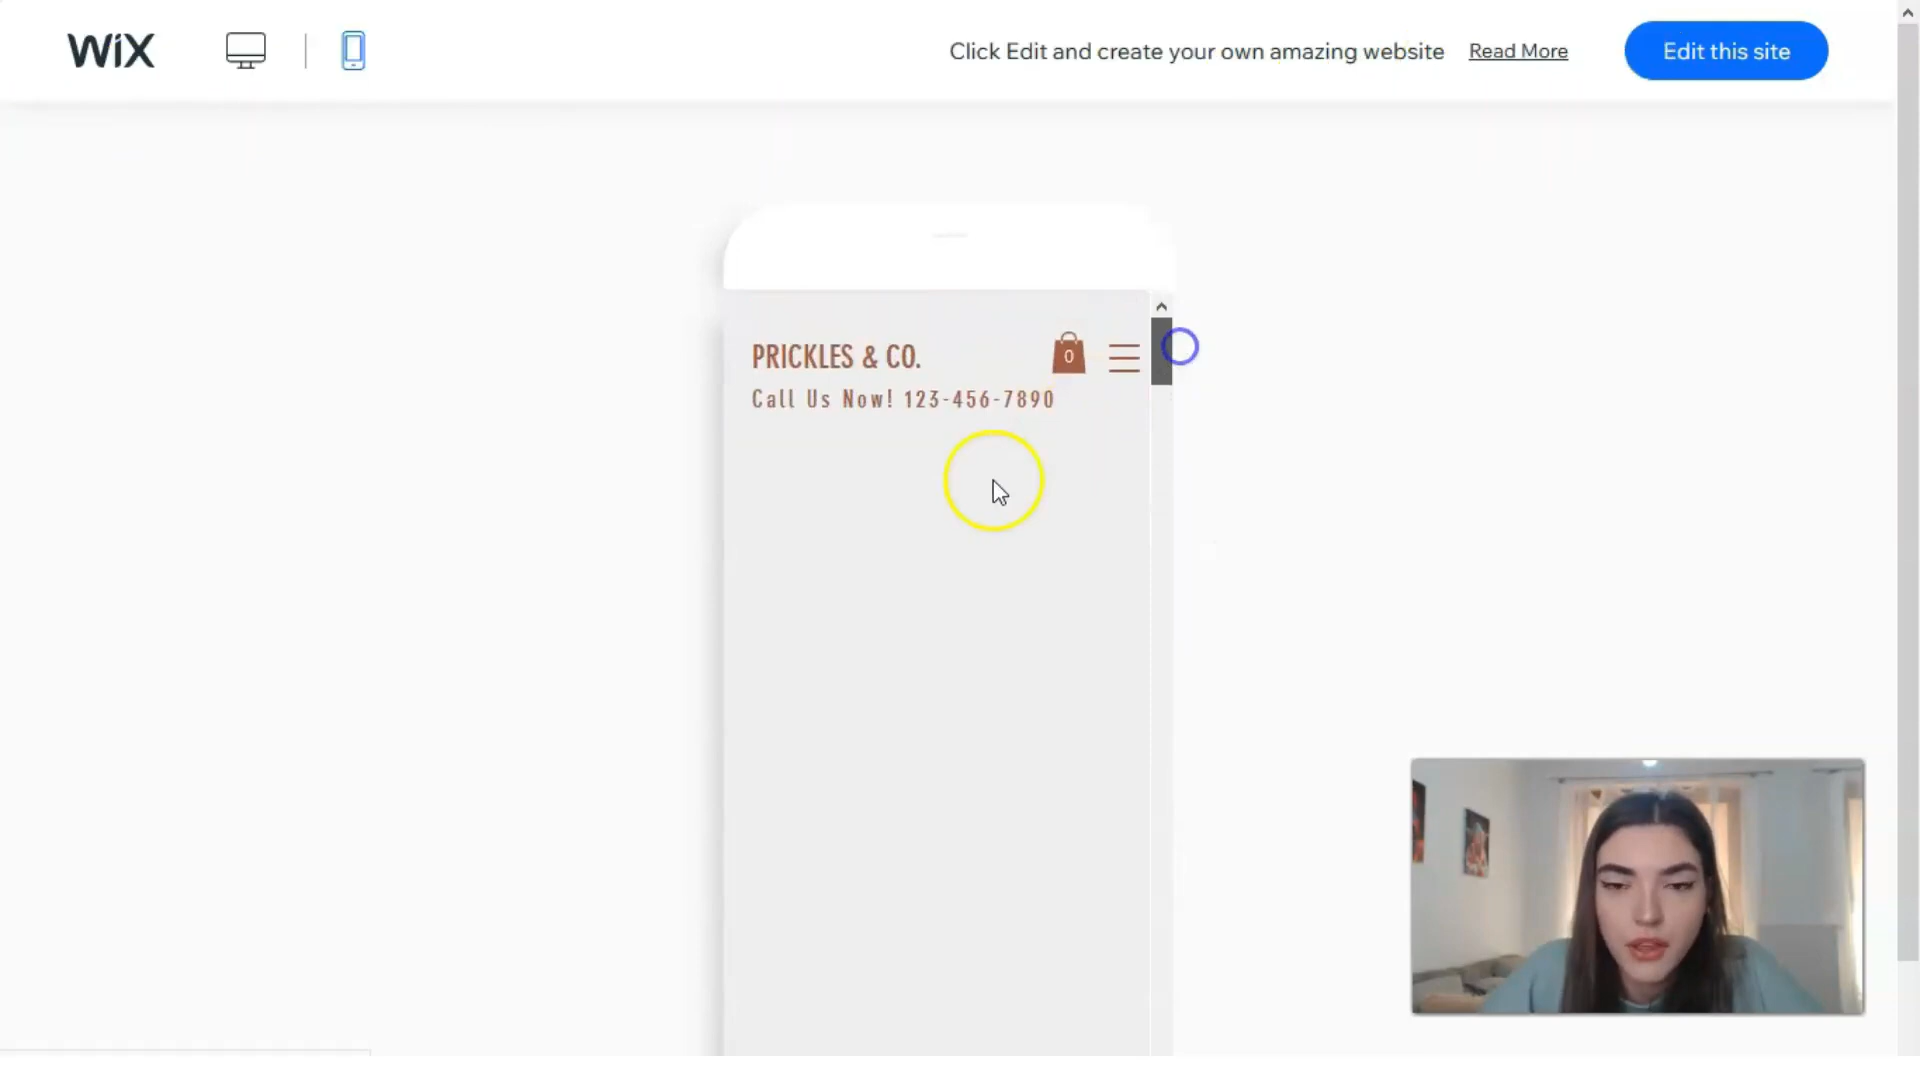 WiX
Click Edit and create your own amazing website Read More
Edit this site
PRICKLES & CO.
0
Call Us Now! 123-456-7890